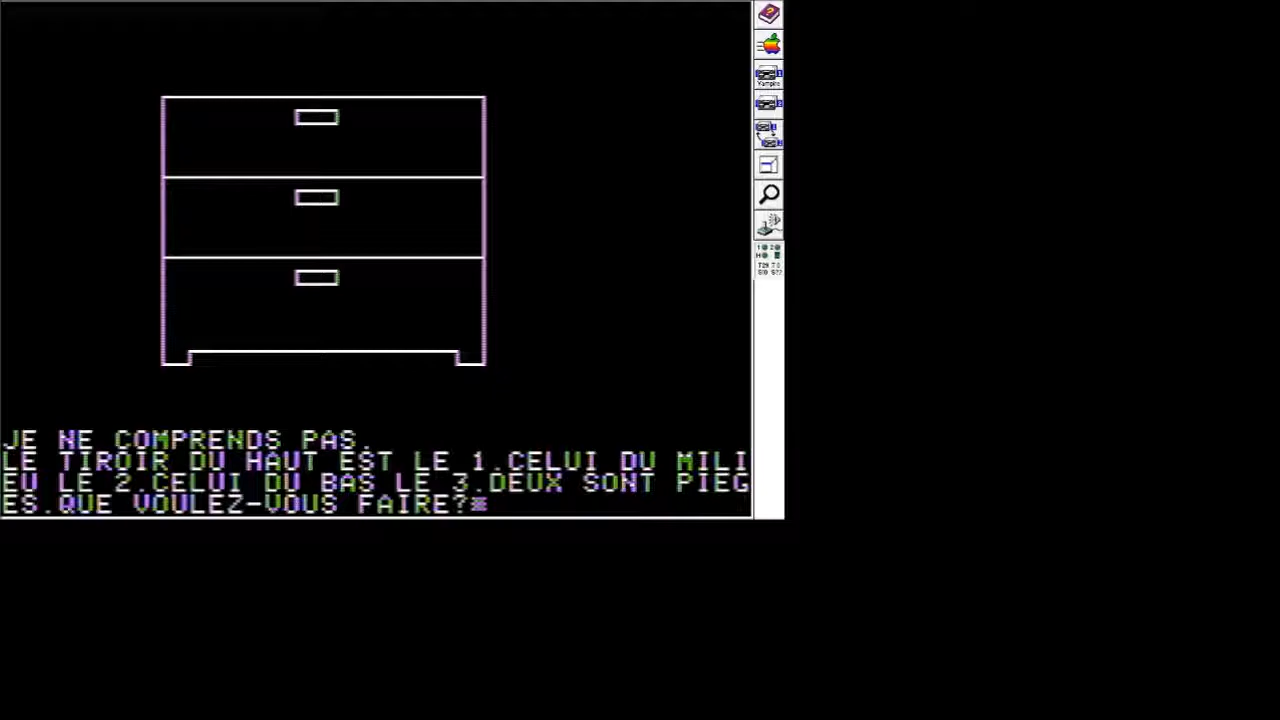 JE NE COMPRENDS PAS.
LE TIROIR DU HAUT EST LE 1.CELUI DU MILI
EU LE 2.CELUI DU BAS LE 3.DEUX SONT PIEG
ES.QUE VOULEZ-VOUS FAIRE?
Vampire